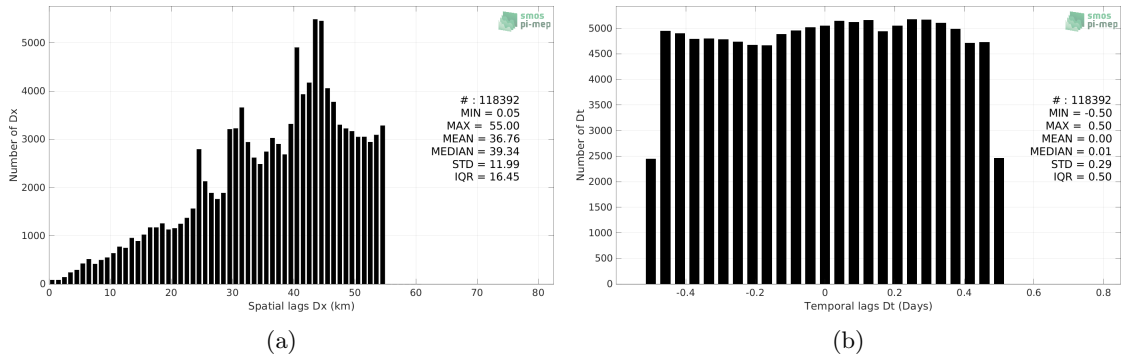 smos
pi-mep
5000
4000
3000
2000
1000
0
Number of Dx
# : 118392
MIN = 0.05
MAX = 55.00
MEAN = 36.76
MEDIAN = 39.34
STD = 11.99
IQR = 16.45
0 10 20 30 40 50 60 70 80
Spatial lags Dx (km)
(a)
smos
pi-mep
5000
4500
4000
3500
3000
2500
2000
1500
1000
500
0
Number of Dt
# : 118392
MIN = -0.50
MAX = 0.50
MEAN = 0.00
MEDIAN = 0.01
STD = 0.29
IQR = 0.50
-0.4 -0.2 0 0.2 0.4 0.6 0.8
Temporal lags Dt (Days)
(b)